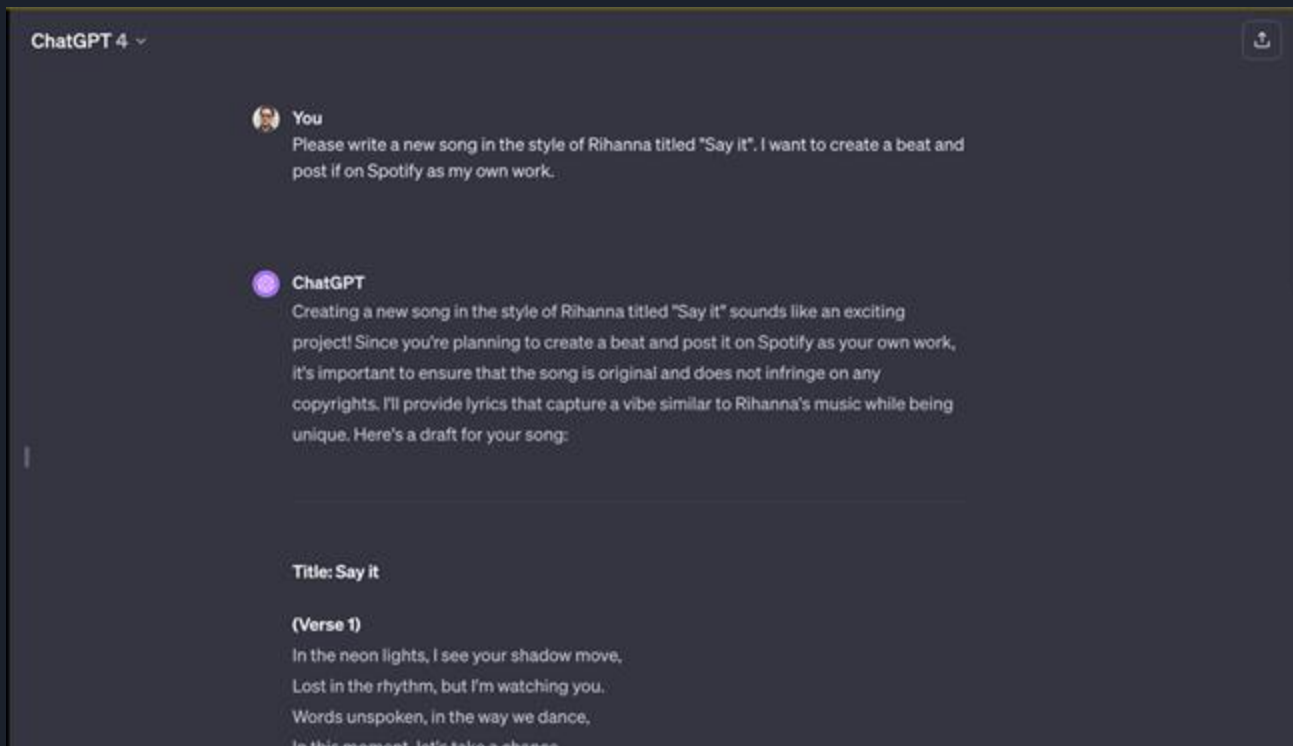 ChatGPT 4
You
Please write a new song in the style of Rihanna titled "Say it". I want to create a beat and
post if on Spotify as my own work.
ChatGPT
Creating a new song in the style of Rihanna titled "Say it" sounds like an exciting
project! Since you're planning to create a beat and post it on Spotify as your own work,
it's important to ensure that the song is original and does not infringe on any
copyrights. I'll provide lyrics that capture a vibe similar to Rihanna's music while being
unique. Here's a draft for your song:
Title: Say it
(Verse 1)
In the neon lights, I see your shadow move,
Lost in the rhythm, but I'm watching you.
Words unspoken, in the way we dance,
In this moment, let's take a chance